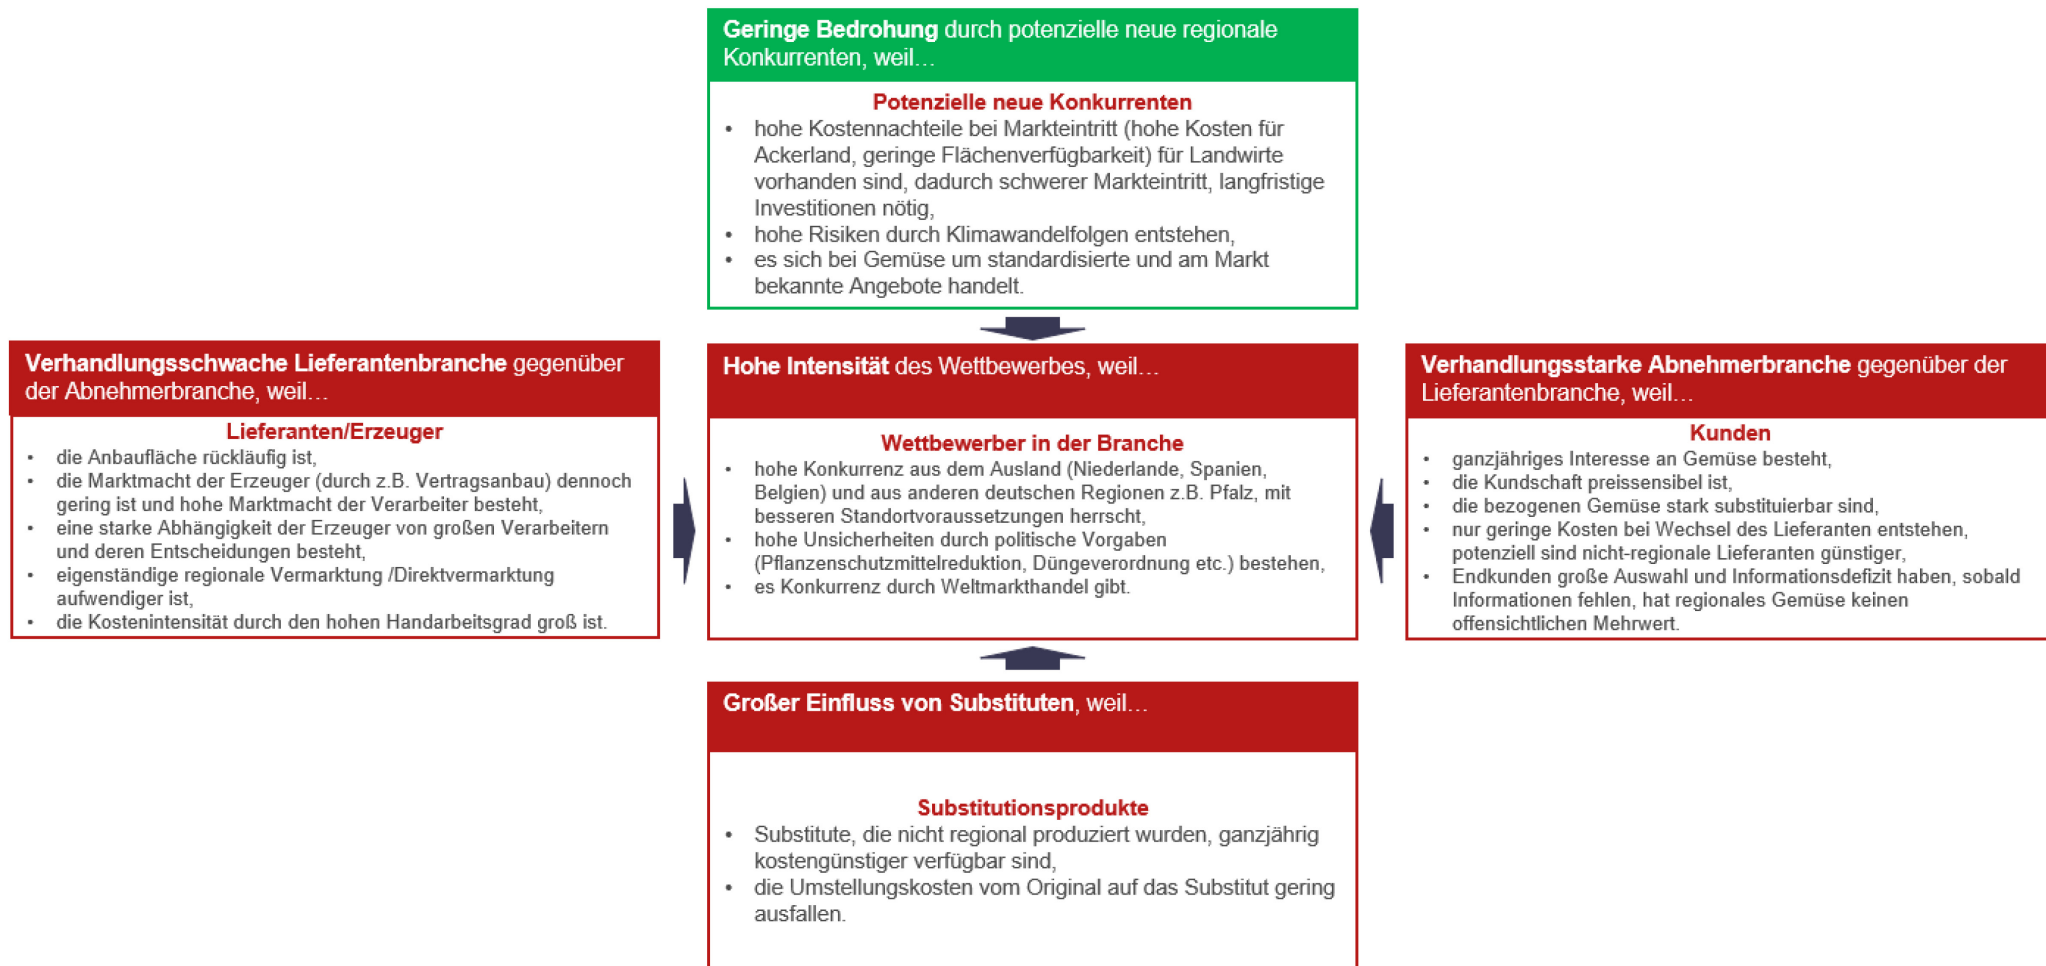 Geringe Bedrohung durch potenzielle neue regionale
Konkurrenten, weil…
Potenzielle neue Konkurrenten
• hohe Kostennachteile bei Markteintritt (hohe Kosten für
Ackerland, geringe Flächenverfügbarkeit) für Landwirte
vorhanden sind, dadurch schwerer Markteintritt, langfristige
Investitionen nötig,
• hohe Risiken durch Klimawandelfolgen entstehen,
• es sich bei Gemüse um standardisierte und am Markt
bekannte Angebote handelt.
Verhandlungsschwache Lieferantenbranche gegenüber
der Abnehmerbranche, weil…
Lieferanten/Erzeuger
• die Anbaufläche rückläufig ist,
• die Marktmacht der Erzeuger (durch z.B. Vertragsanbau) dennoch
gering ist und hohe Marktmacht der Verarbeiter besteht,
• eine starke Abhängigkeit der Erzeuger von großen Verarbeitern
und deren Entscheidungen besteht,
• eigenständige regionale Vermarktung /Direktvermarktung
aufwendiger ist,
• die Kostenintensität durch den hohen Handarbeitsgrad groß ist.
Hohe Intensität des Wettbewerbes, weil…
Wettbewerber in der Branche
• hohe Konkurrenz aus dem Ausland (Niederlande, Spanien,
Belgien) und aus anderen deutschen Regionen z.B. Pfalz, mit
besseren Standortvoraussetzungen herrscht,
• hohe Unsicherheiten durch politische Vorgaben
(Pflanzenschutzmittelreduktion, Düngeverordnung etc.) bestehen,
• es Konkurrenz durch Weltmarkthandel gibt.
Verhandlungsstarke Abnehmerbranche gegenüber der
Lieferantenbranche, weil…
Kunden
• ganzjähriges Interesse an Gemüse besteht,
• die Kundschaft preissensibel ist,
• die bezogenen Gemüse stark substituierbar sind,
• nur geringe Kosten bei Wechsel des Lieferanten entstehen,
potenziell sind nicht-regionale Lieferanten günstiger,
• Endkunden große Auswahl und Informationsdefizit haben, sobald
Informationen fehlen, hat regionales Gemüse keinen
offensichtlichen Mehrwert.
Großer Einfluss von Substituten, weil…
Substitutionsprodukte
• Substitute, die nicht regional produziert wurden, ganzjährig
kostengünstiger verfügbar sind,
• die Umstellungskosten vom Original auf das Substitut gering
ausfallen.